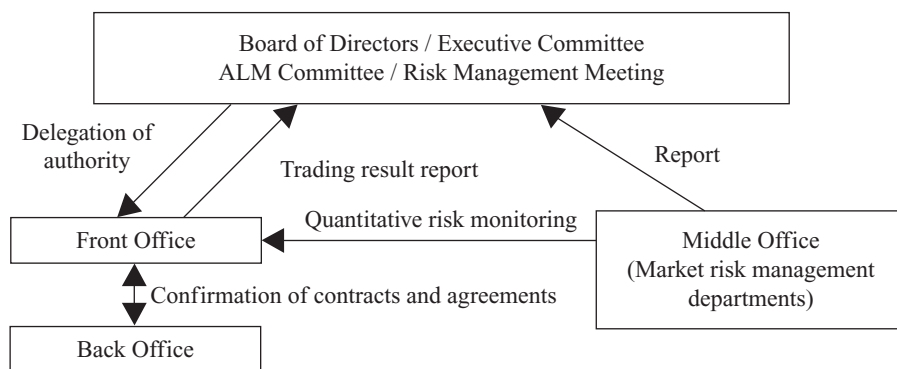 Board of Directors / Executive Committee
ALM Committee / Risk Management Meeting
Delegation of
authority
Trading result report
Report
Quantitative risk monitoring
Front Office
Middle Office
(Market risk management
departments)
Confirmation of contracts and agreements
Back Office